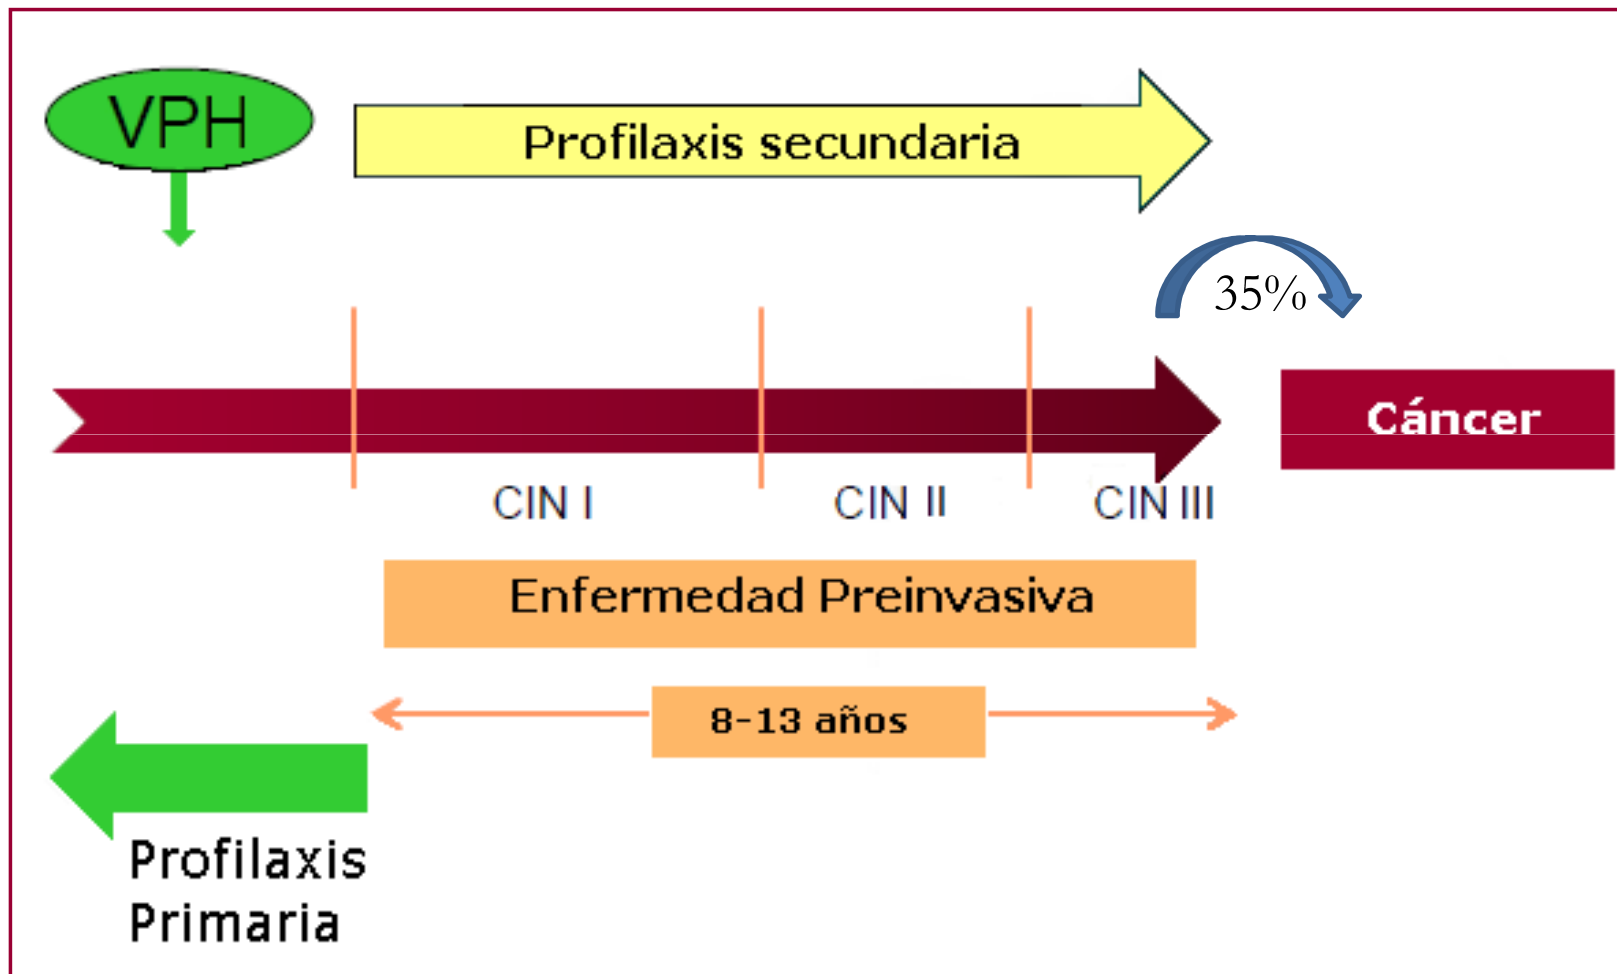 VPH
Profilaxis secundaria
35%
Cáncer
CIN I
CIN II
CIN III
Enfermedad Preinvasiva
8-13 años
Profilaxis
Primaria